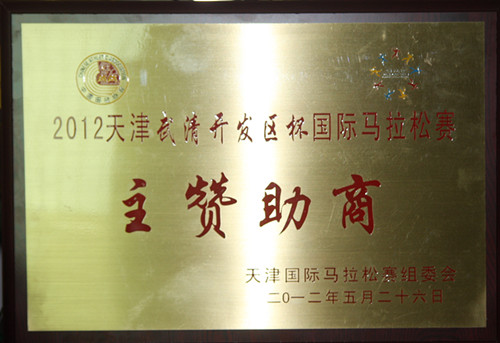 2012天津武清开发区杯国际马拉松赛
主赞助商
天津国际马拉松赛组委会
二0一二年五月二十六日